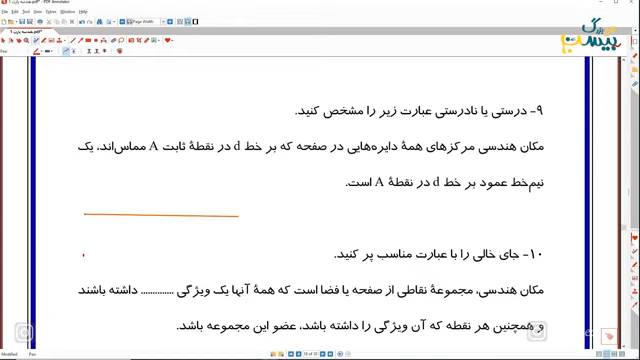 PDF Annotator
۹- درستی یا نادرستی عبارت زیر را مشخص کنید.
مکان هندسی مرکزهای همهٔ دایره‌هایی در صفحه که بر خط d در نقطهٔ ثابت A مماس‌اند، یک
نیم‌خط عمود بر خط d در نقطهٔ A است.
۱۰- جای خالی را با عبارت مناسب پر کنید.
مکان هندسی، مجموعهٔ نقاطی از صفحه یا فضا است که همهٔ آنها یک ویژگی .............. داشته باشند
و همچنین هر نقطه که آن ویژگی را داشته باشد، عضو این مجموعه باشد.